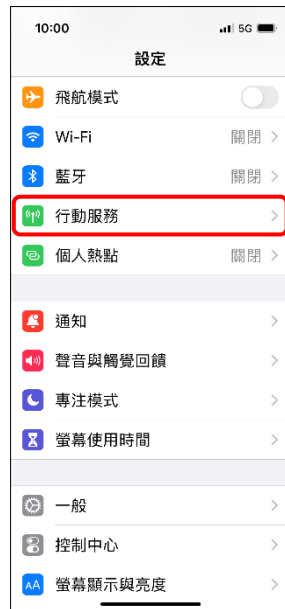 10:00 5G
設定
飛航模式
Wi-Fi 關閉
藍牙 關閉
行動服務
個人熱點 關閉
通知
聲音與觸覺回饋
專注模式
螢幕使用時間
一般
控制中心
AA 螢幕顯示與亮度